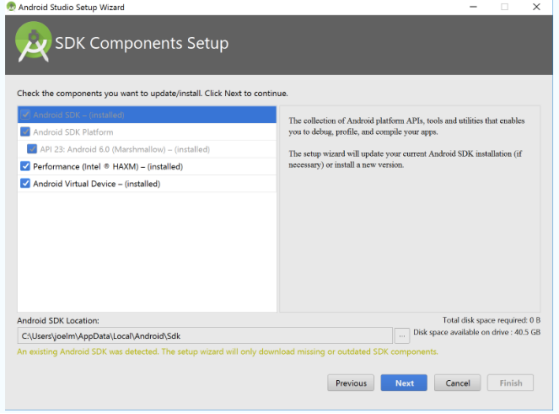 Android Studio Setup Wizard
SDK Components Setup
Check the components you want to update/install. Click Next to continue.
Android SDK – (installed)
Android SDK Platform
API 23: Android 6.0 (Marshmallow) – (installed)
Performance (Intel ® HAXM) – (installed)
Android Virtual Device – (installed)
The collection of Android platform APIs, tools and utilities that enables
you to debug, profile, and compile your apps.
The setup wizard will update your current Android SDK installation (if
necessary) or install a new version.
Android SDK Location:
C:\Users\joelm\AppData\Local\Android\Sdk
...
Total disk space required: 0 B
Disk space available on drive : 40.5 GB
An existing Android SDK was detected. The setup wizard will only download missing or outdated SDK components.
Previous Next Cancel Finish